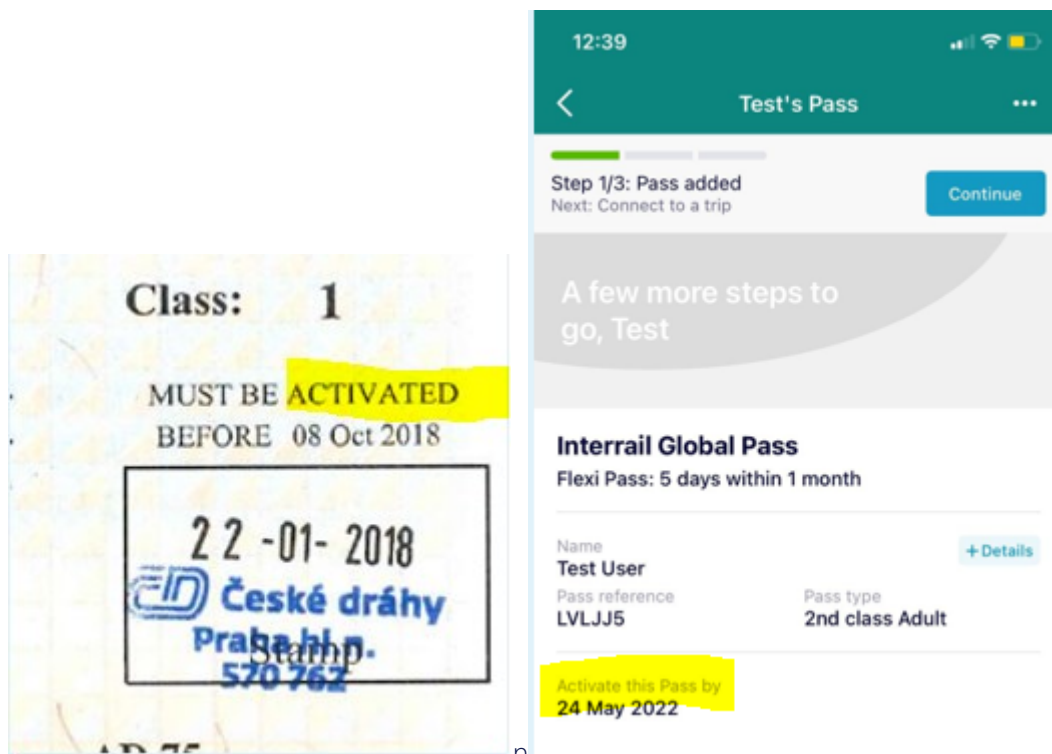 Class: 1
MUST BE ACTIVATED
BEFORE 08 Oct 2018
22 -01- 2018
České dráhy
Praha hl.n.
Stamp
570 762
12:39
Test's Pass
Step 1/3: Pass added
Next: Connect to a trip
Continue
A few more steps to
go, Test
Interrail Global Pass
Flexi Pass: 5 days within 1 month
Name
+ Details
Test User
Pass reference
Pass type
LVLJJ5
2nd class Adult
Activate this Pass by
24 May 2022